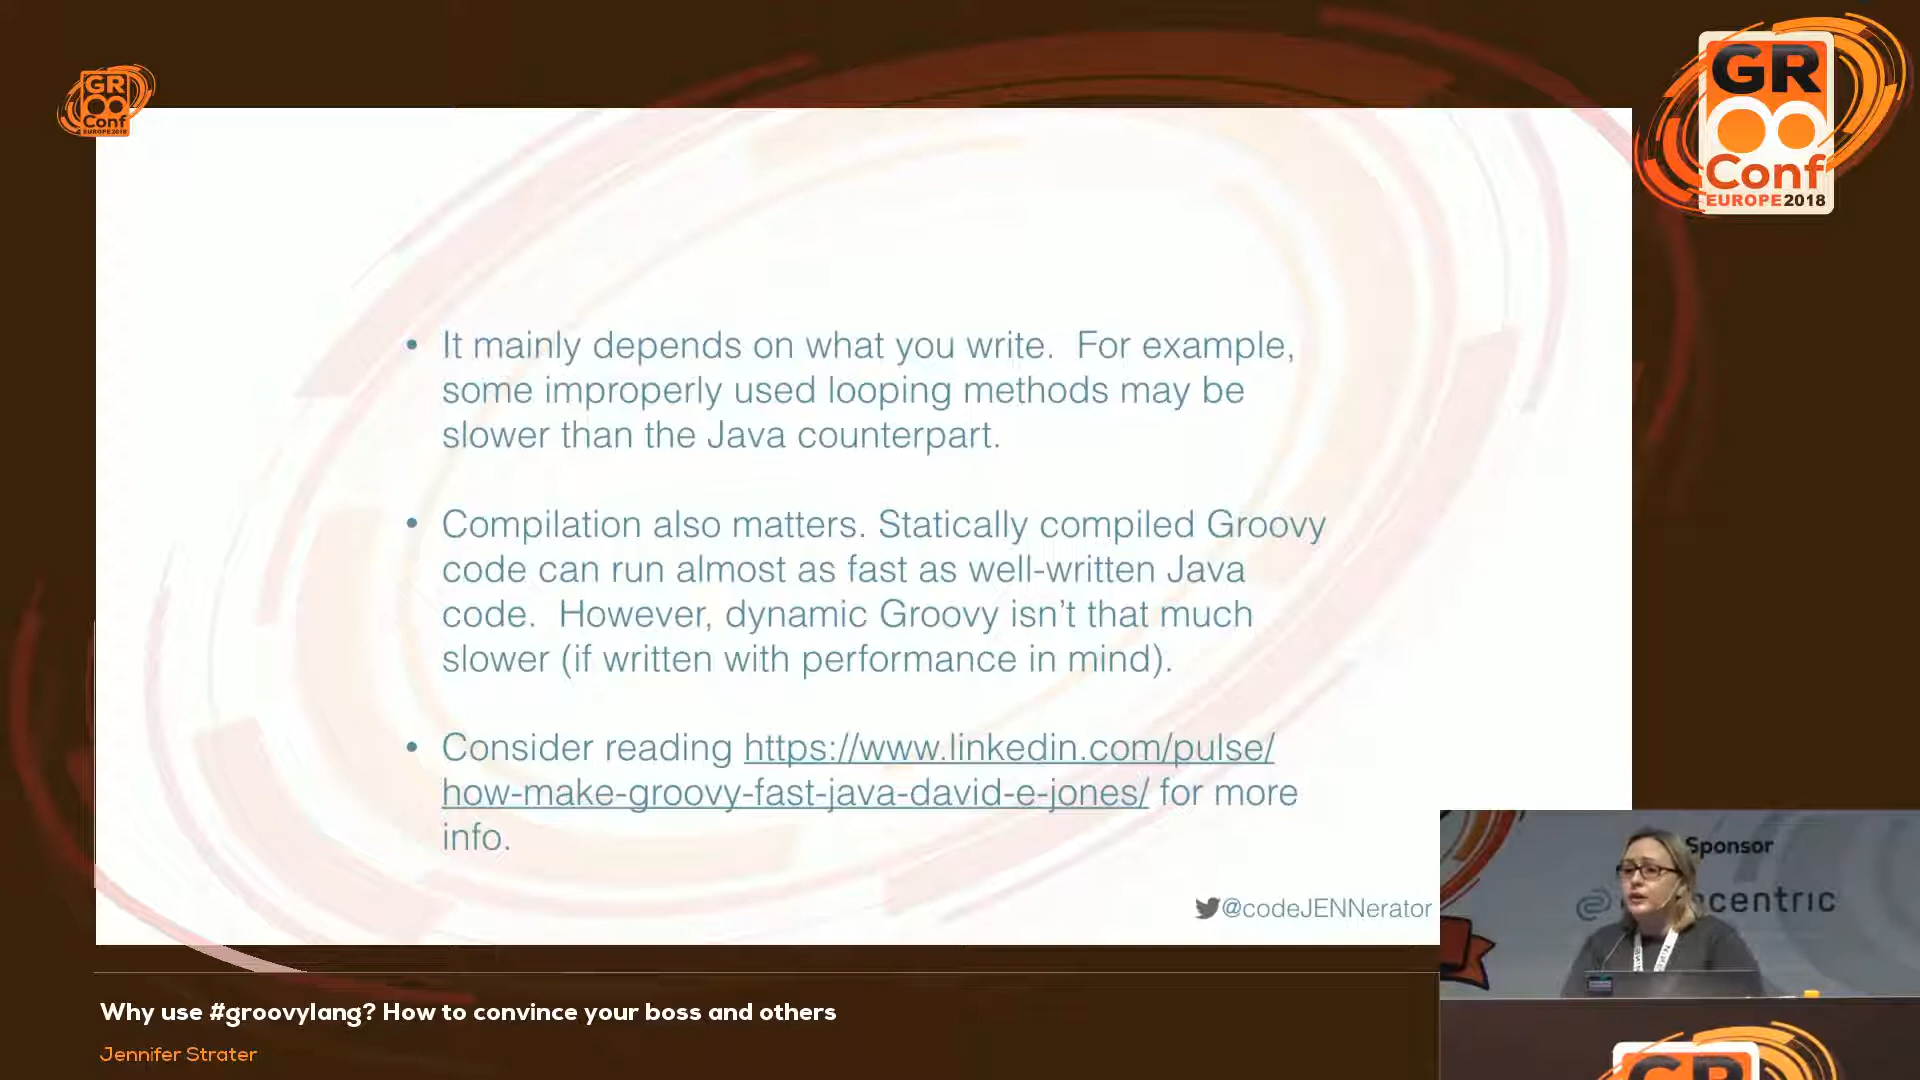 GR
Conf
EUROPE2018
GR
Conf
EUROPE2018
• It mainly depends on what you write.  For example,
some improperly used looping methods may be
slower than the Java counterpart.
• Compilation also matters. Statically compiled Groovy
code can run almost as fast as well-written Java
code.  However, dynamic Groovy isn't that much
slower (if written with performance in mind).
• Consider reading https://www.linkedin.com/pulse/
how-make-groovy-fast-java-david-e-jones/ for more
info.
@codeJENNerator
Sponsor
centric
Why use #groovylang? How to convince your boss and others
Jennifer Strater
GR